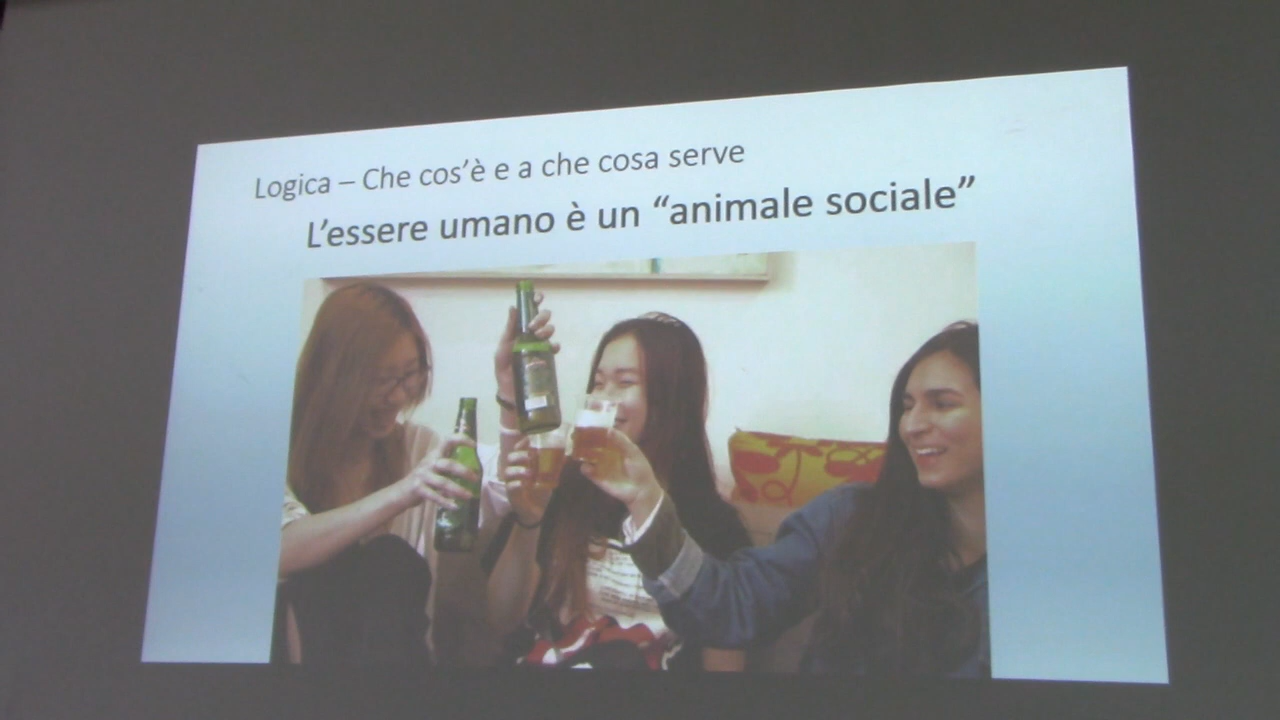 Logica – Che cos'è e a che cosa serve
L'essere umano è un “animale sociale”